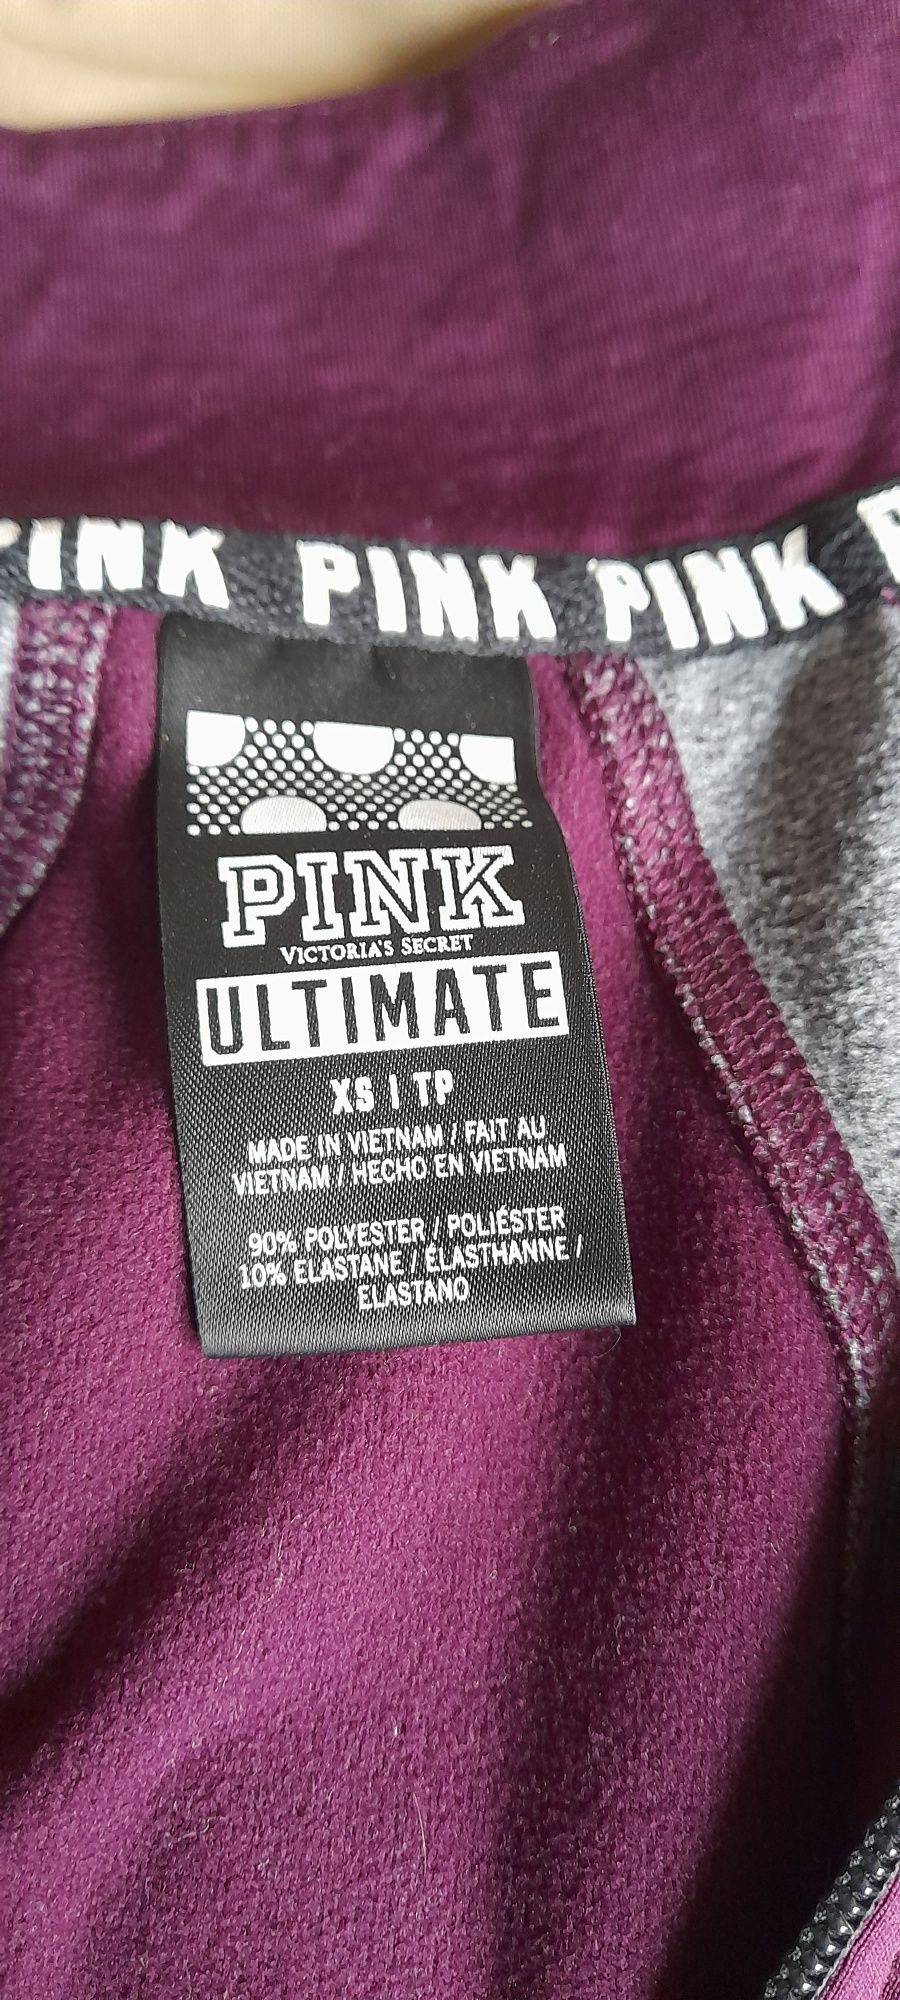 PINK PINK PINK P
PINK
VICTORIA'S SECRET
ULTIMATE
XS | TP
MADE IN VIETNAM / FAIT AU
VIETNAM / HECHO EN VIETNAM
90% POLYESTER / POLIÉSTER
10% ELASTANE / ÉLASTHANNE /
ELASTANO